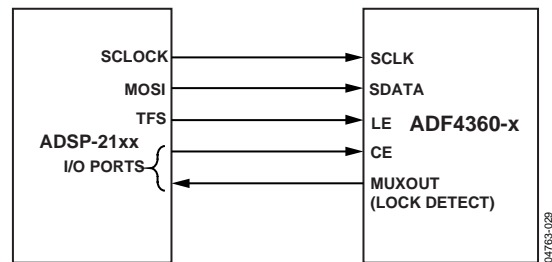 SCLOCK
MOSI
TFS
ADSP-21xx
I/O PORTS
SCLK
SDATA
LE
ADF4360-x
CE
MUXOUT
(LOCK DETECT)
04763-029